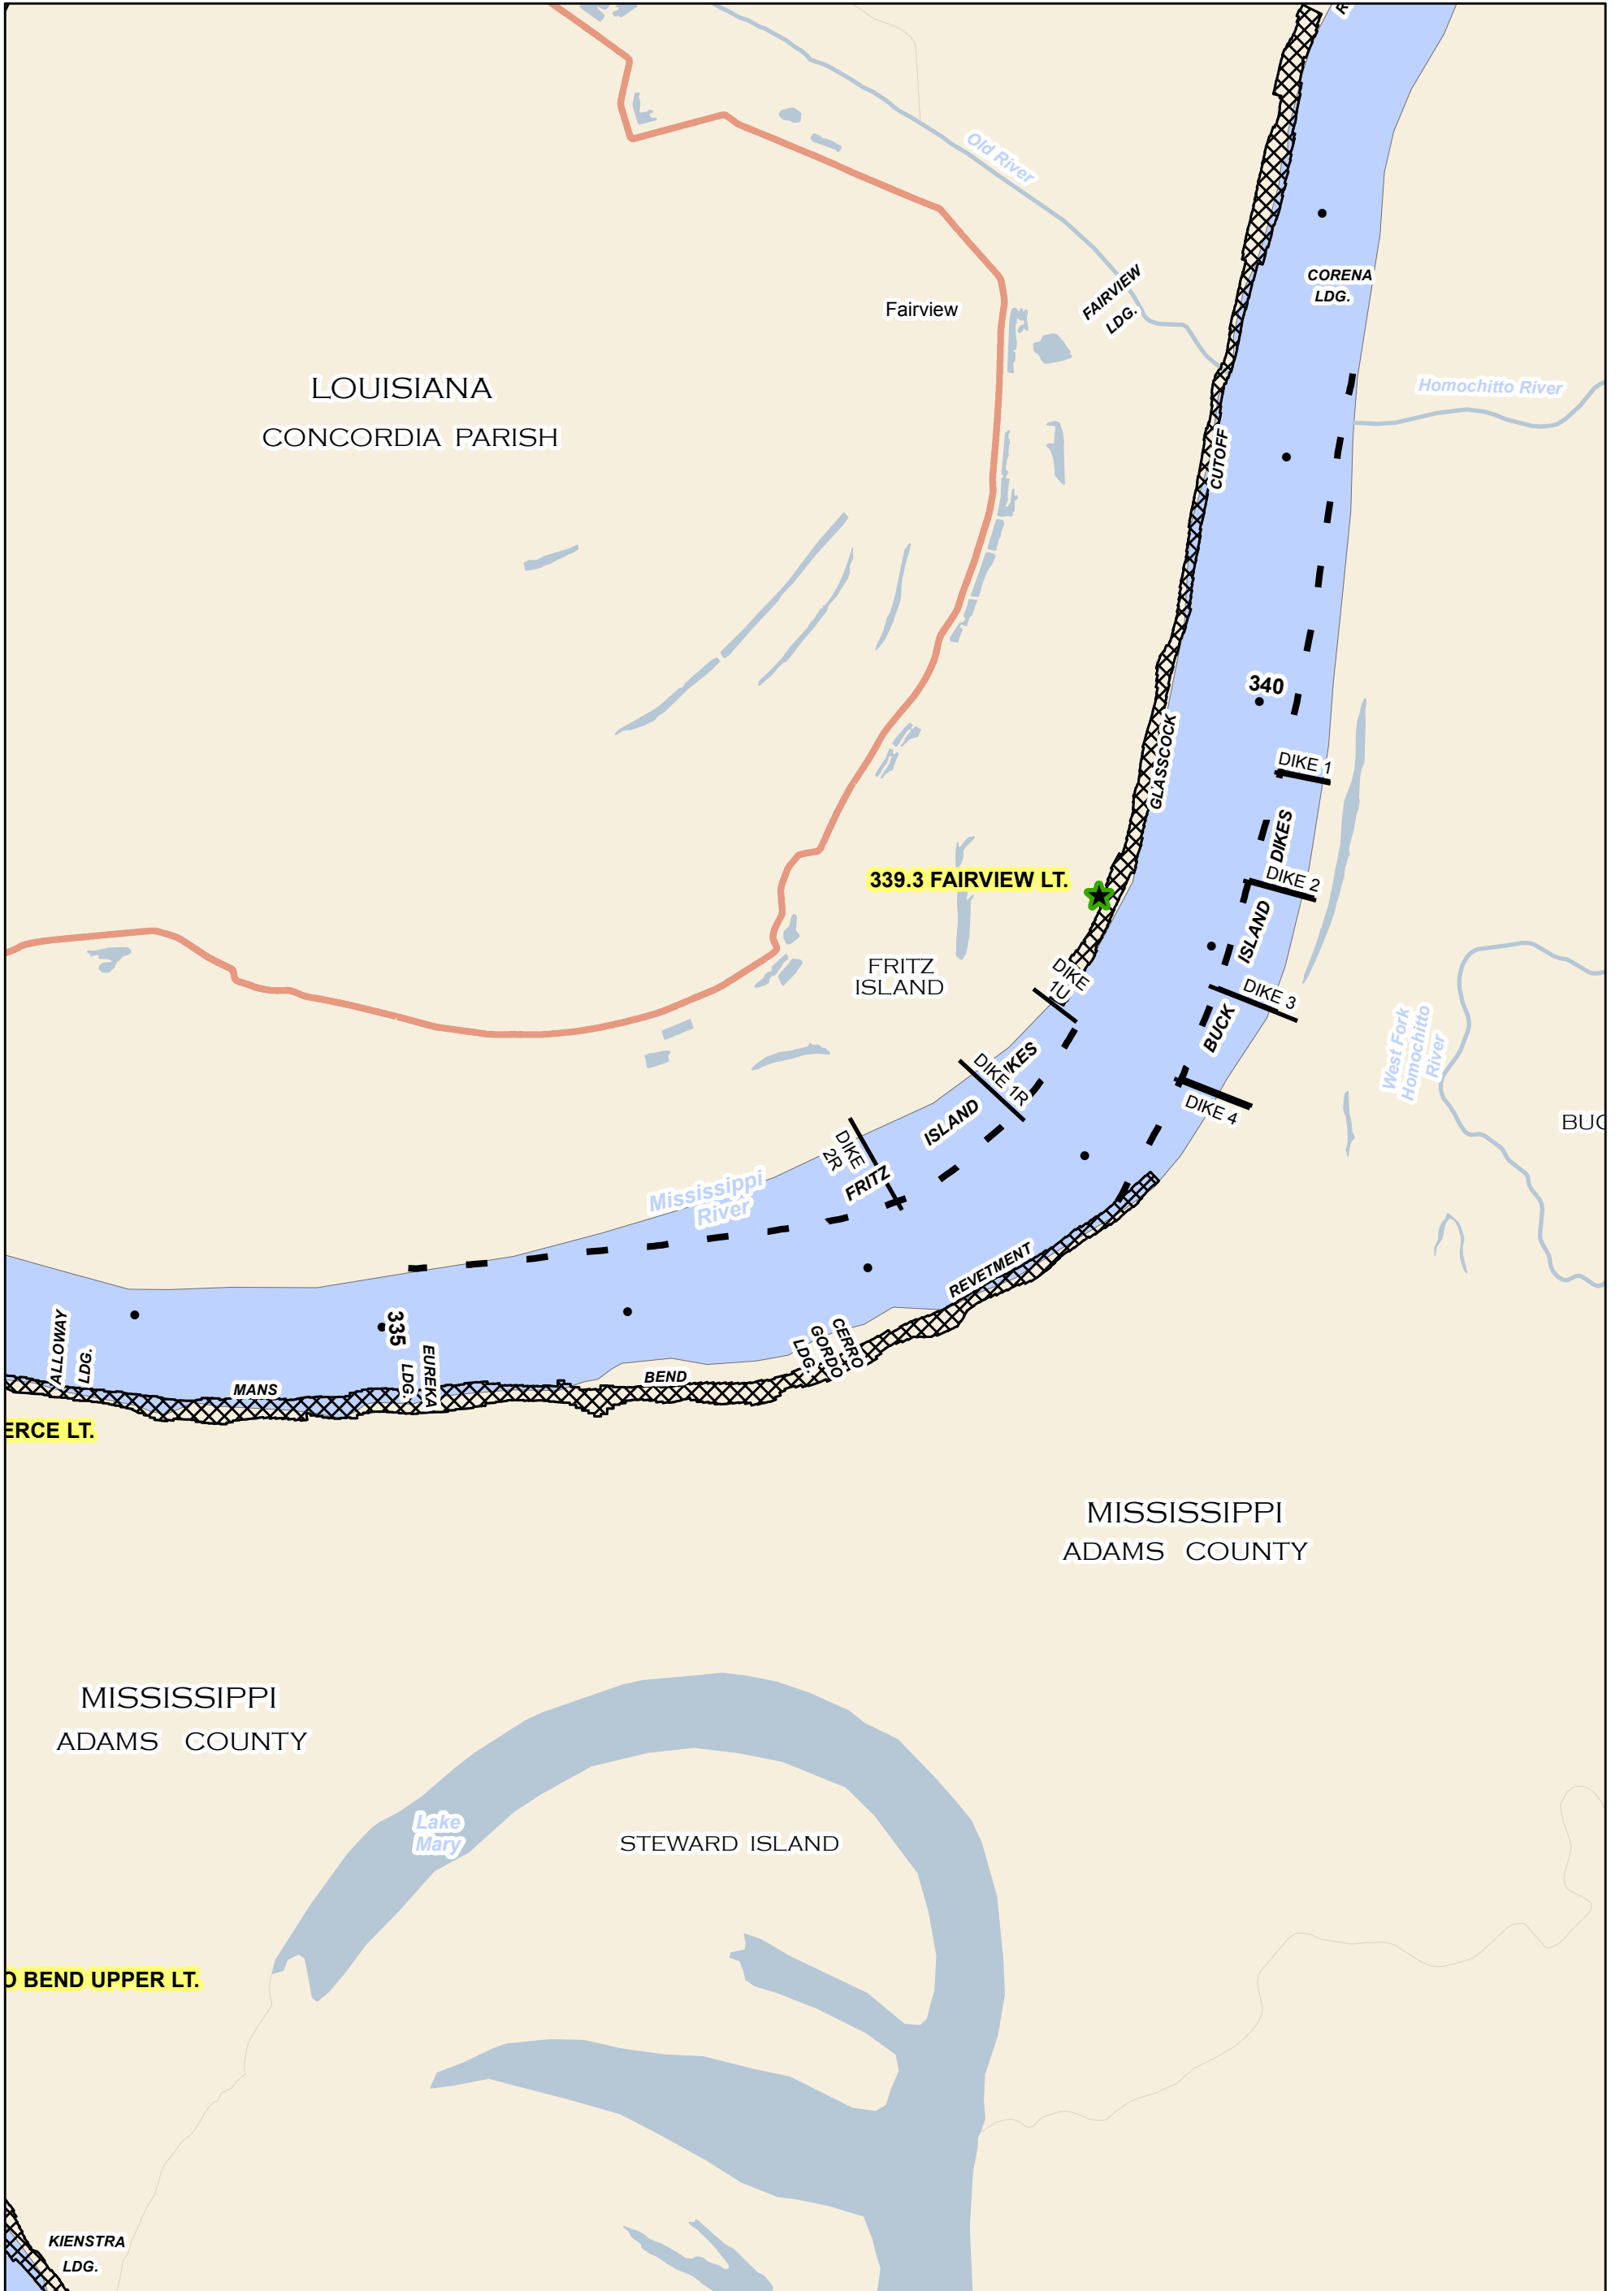 Old River
FAIRVIEW
LDG.
Fairview
CORENA
LDG.
Homochitto River
LOUISIANA
CONCORDIA PARISH
CUTOFF
340
GLASSCOCK
DIKE 1
DIKES
339.3 FAIRVIEW LT.
DIKE 2
ISLAND
FRITZ
ISLAND
DIKE
1U
DIKE 3
BUCK
West Fork
Homochitto
River
DIKE 1R
IKES
DIKE 4
BUC
ISLAND
DIKE
2R
FRITZ
Mississippi
River
REVETMENT
ALLOWAY
LDG.
335
EUREKA
LDG.
CERRO
GORDO
LDG.
MANS
BEND
ERCE LT.
MISSISSIPPI
ADAMS COUNTY
MISSISSIPPI
ADAMS COUNTY
Lake
Mary
STEWARD ISLAND
D BEND UPPER LT.
KIENSTRA
LDG.